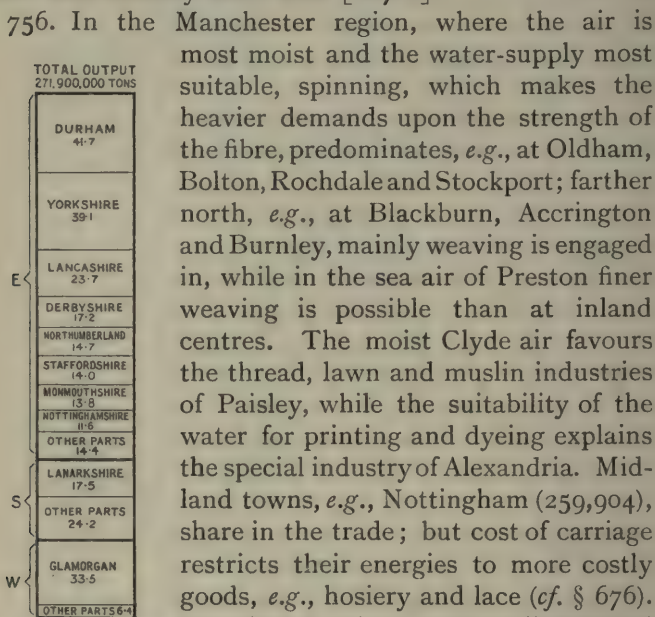 756. In the Manchester region, where the air is
most moist and the water-supply most
suitable, spinning, which makes the
heavier demands upon the strength of
the fibre, predominates, e.g., at Oldham,
Bolton, Rochdale and Stockport; farther
north, e.g., at Blackburn, Accrington
and Burnley, mainly weaving is engaged
in, while in the sea air of Preston finer
weaving is possible than at inland
centres. The moist Clyde air favours
the thread, lawn and muslin industries
of Paisley, while the suitability of the
water for printing and dyeing explains
the special industry of Alexandria. Mid-
land towns, e.g., Nottingham (259,904),
share in the trade; but cost of carriage
restricts their energies to more costly
goods, e.g., hosiery and lace (cf. § 676).
TOTAL OUTPUT
271,900,000 TONS
E
DURHAM
41·7
YORKSHIRE
39·1
LANCASHIRE
23·7
DERBYSHIRE
17·2
NORTHUMBERLAND
14·7
STAFFORDSHIRE
14·0
MONMOUTHSHIRE
13·8
NOTTINGHAMSHIRE
11·6
OTHER PARTS
14·4
S
LANARKSHIRE
17·5
OTHER PARTS
24·2
W
GLAMORGAN
33·5
OTHER PARTS 6·4